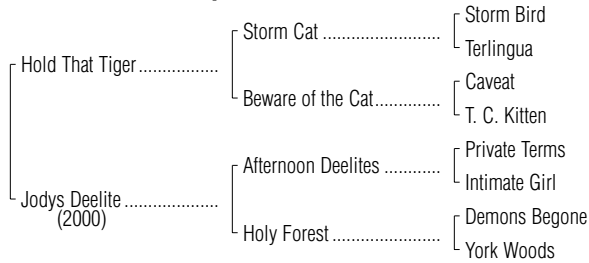 Storm Bird
Storm Cat ........................
Terlingua
Hold That Tiger.................
Caveat
Beware of the Cat..............
T. C. Kitten
Private Terms
Afternoon Deelites ............
Intimate Girl
Jodys Deelite ....................
(2000)
Demons Begone
Holy Forest .......................
York Woods